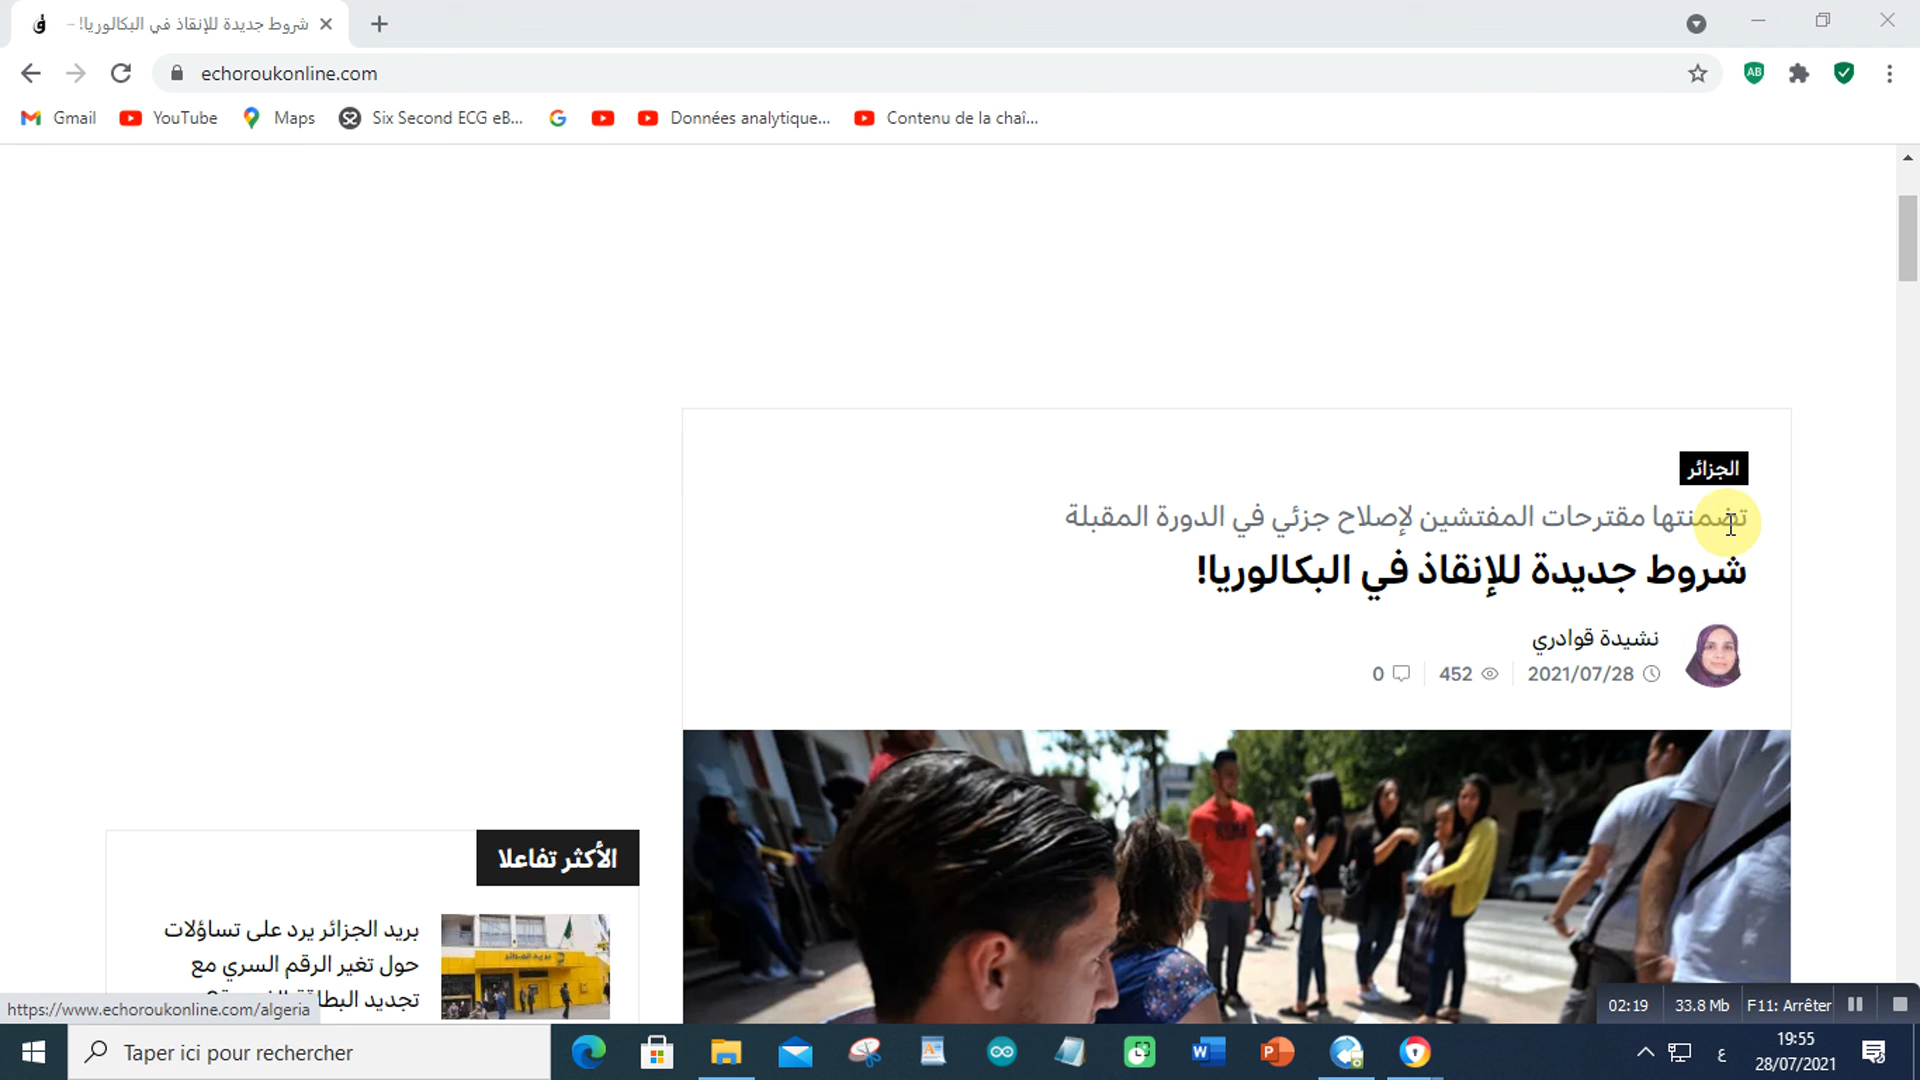 شروط جديدة للإنقاذ في البكالوريا! –
echoroukonline.com
Gmail
YouTube
Maps
Six Second ECG eB...
Données analytique...
Contenu de la chaî...
الجزائر
تضمنتها مقترحات المفتشين لإصلاح جزئي في الدورة المقبلة
شروط جديدة للإنقاذ في البكالوريا!
نشيدة قوادري
2021/07/28
452
0
الأكثر تفاعلا
بريد الجزائر يرد على تساؤلات
حول تغير الرقم السري مع
تجديد
https://www.echoroukonline.com/algeria
02:19
33.8 Mb
F11: Arrêter
Taper ici pour rechercher
ع
19:55
28/07/2021